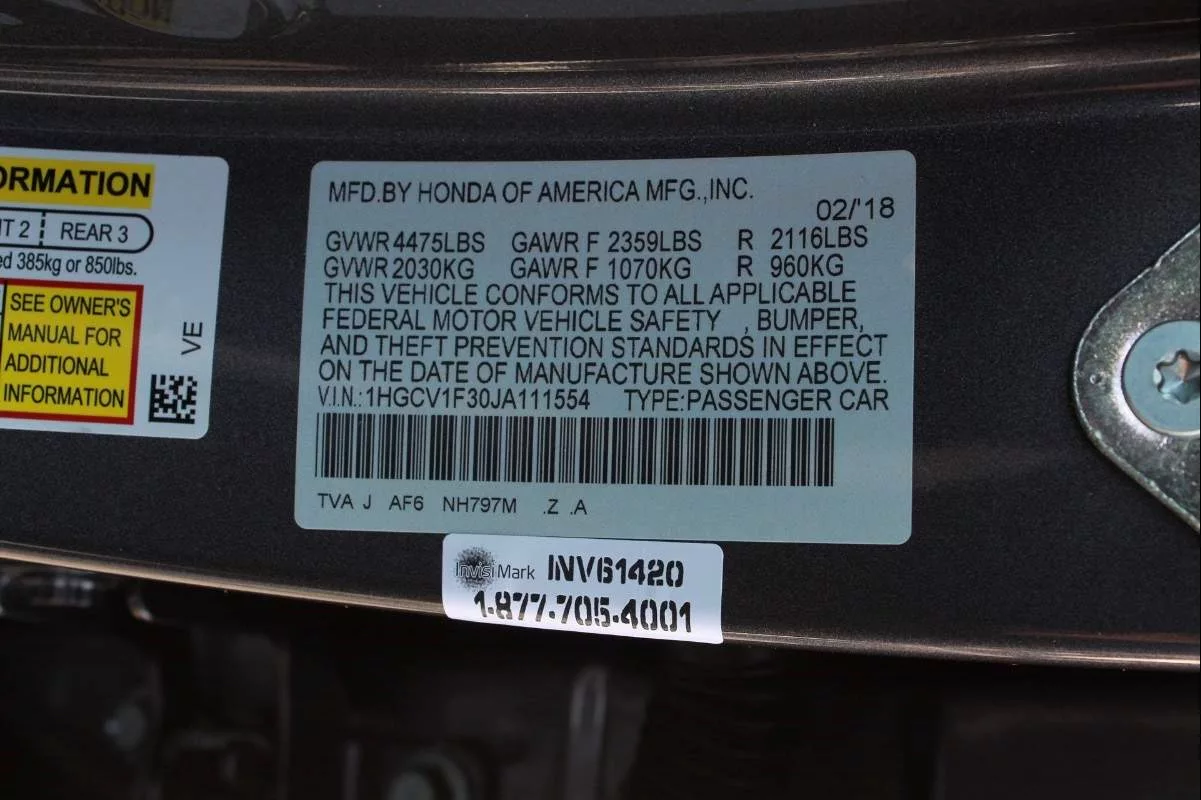 ORMATION
NT 2 REAR 3
ed 385kg or 850lbs.
SEE OWNER'S
MANUAL FOR
ADDITIONAL
INFORMATION
VE
MFD.BY HONDA OF AMERICA MFG.,INC.
02/'18
GVWR 4475LBS GAWR F 2359LBS R 2116LBS
GVWR 2030KG GAWR F 1070KG R 960KG
THIS VEHICLE CONFORMS TO ALL APPLICABLE
FEDERAL MOTOR VEHICLE SAFETY , BUMPER,
AND THEFT PREVENTION STANDARDS IN EFFECT
ON THE DATE OF MANUFACTURE SHOWN ABOVE.
V.I.N.:1HGCV1F30JA111554 TYPE:PASSENGER CAR
TVA J AF6 NH797M .Z .A
InvisiMark INV61420
1-877-705-4001